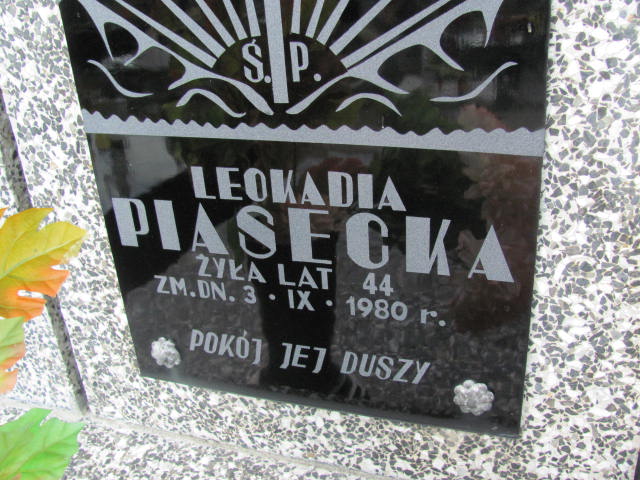 Ś.P.
LEOKADIA
PIASECKA
ŻYŁA LAT 44
ZM.DN. 3 · IX · 1980 r.
POKÓJ JEJ DUSZY